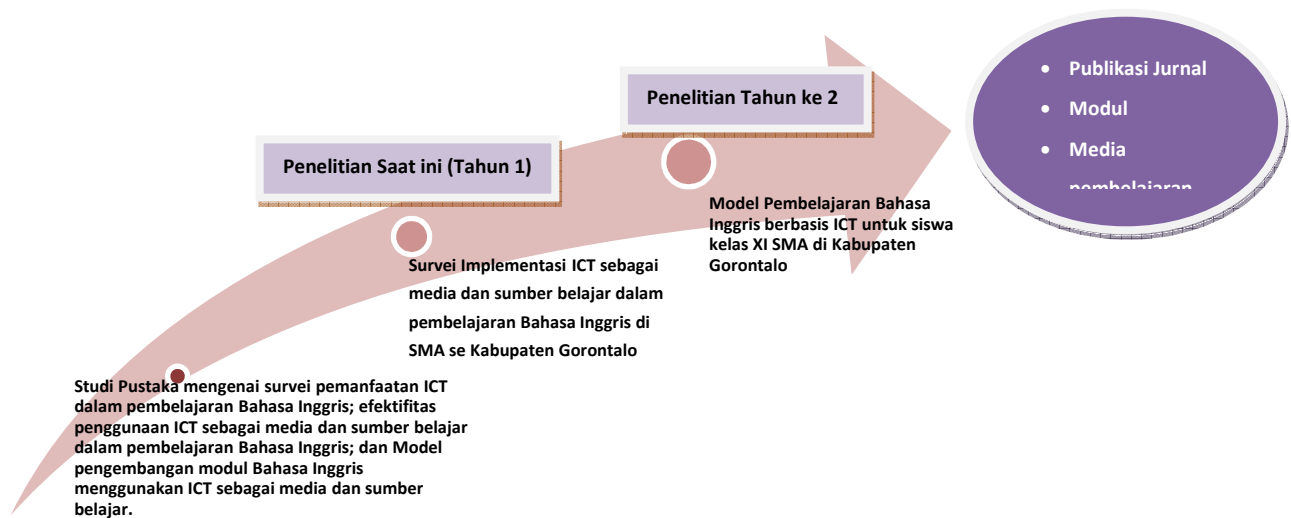 Studi Pustaka mengenai survei pemanfaatan ICT
dalam pembelajaran Bahasa Inggris; efektifitas
penggunaan ICT sebagai media dan sumber belajar
dalam pembelajaran Bahasa Inggris; dan Model
pengembangan modul Bahasa Inggris
menggunakan ICT sebagai media dan sumber
belajar.
Penelitian Saat ini (Tahun 1)
Survei Implementasi ICT sebagai
media dan sumber belajar dalam
pembelajaran Bahasa Inggris di
SMA se Kabupaten Gorontalo
Penelitian Tahun ke 2
Model Pembelajaran Bahasa
Inggris berbasis ICT untuk siswa
kelas XI SMA di Kabupaten
Gorontalo
• Publikasi Jurnal
• Modul
• Media
pembelajaran